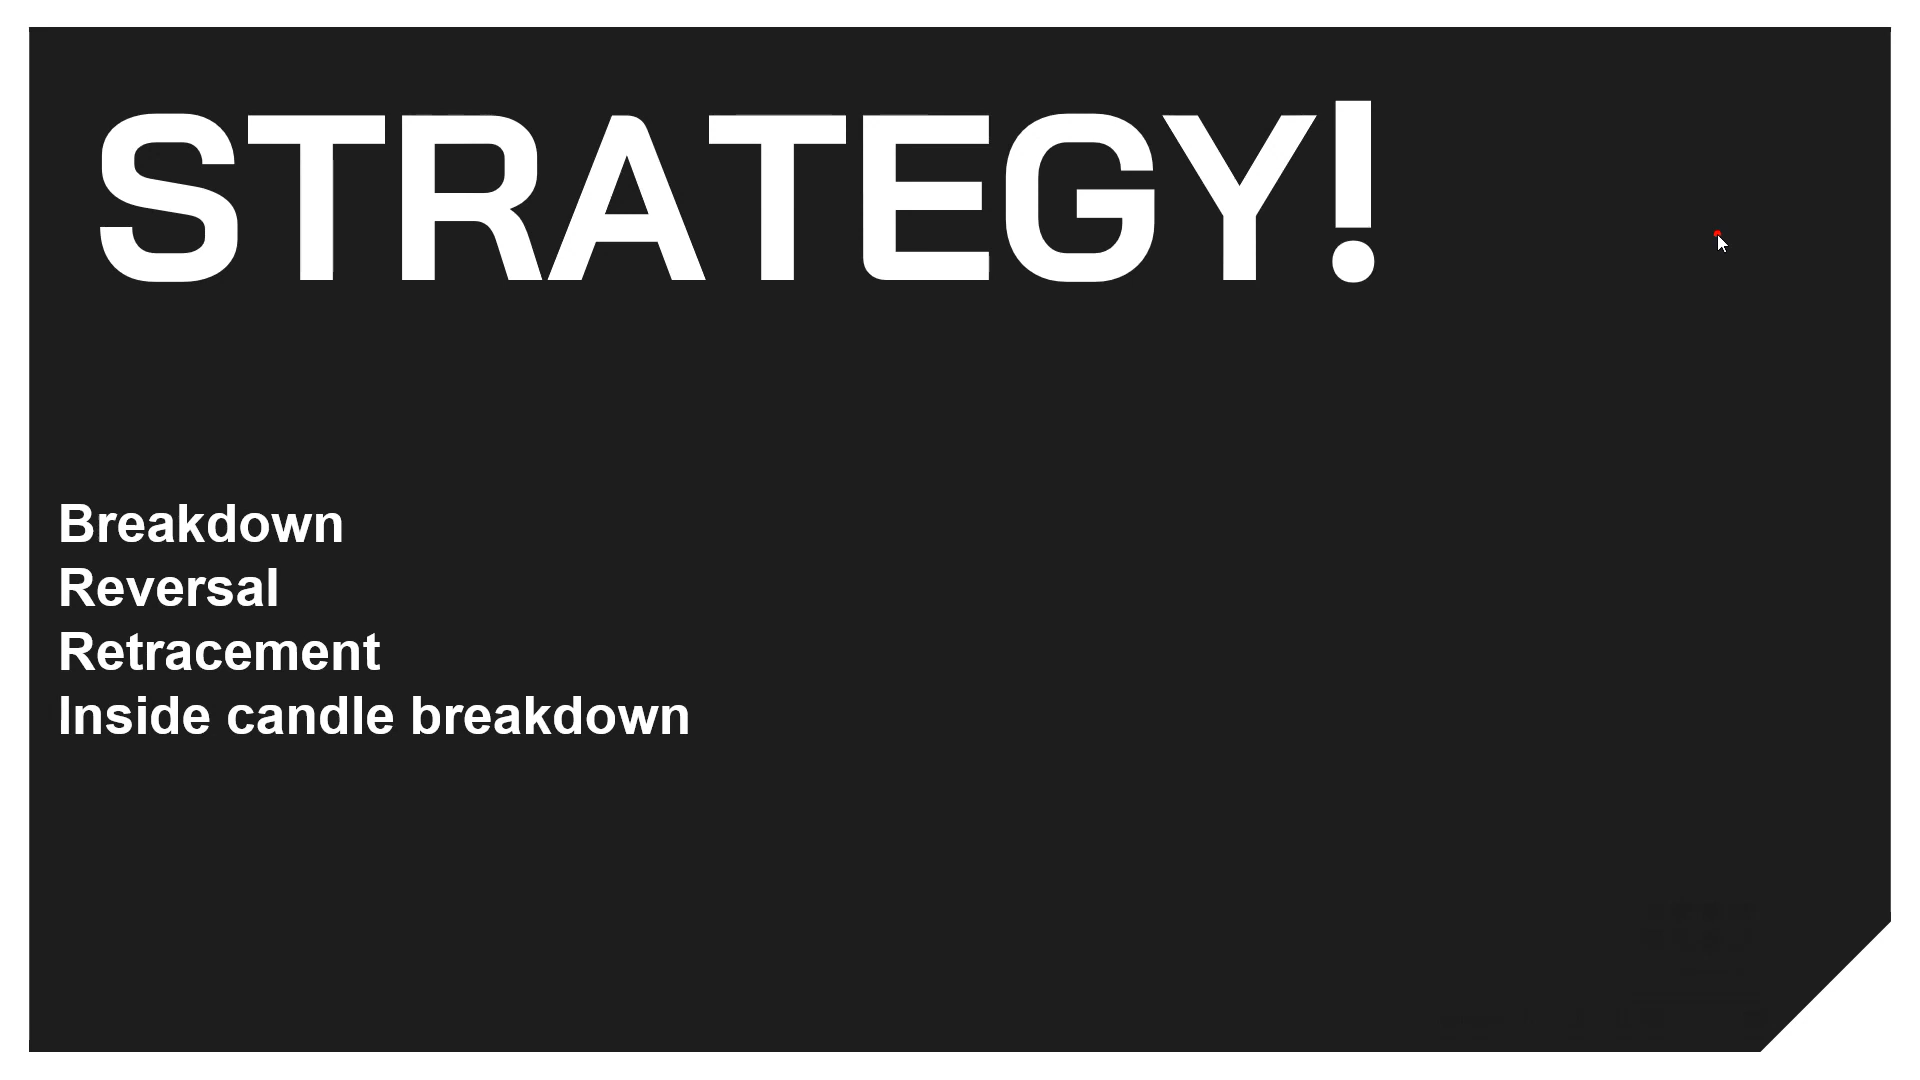 STRATEGY!
Breakdown
Reversal
Retracement
Inside candle breakdown